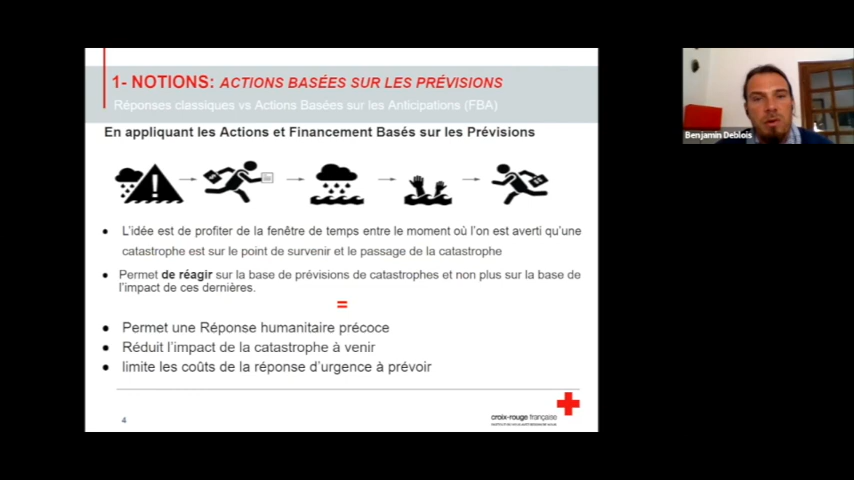 1- NOTIONS: ACTIONS BASÉES SUR LES PRÉVISIONS
Réponses classiques vs Actions Basées sur les Anticipations (FBA)
En appliquant les Actions et Financement Basés sur les Prévisions
● L'idée est de profiter de la fenêtre de temps entre le moment où l'on est averti qu'une
catastrophe est sur le point de survenir et le passage de la catastrophe
● Permet de réagir sur la base de prévisions de catastrophes et non plus sur la base de
l'impact de ces dernières.
=
● Permet une Réponse humanitaire précoce
● Réduit l'impact de la catastrophe à venir
● limite les coûts de la réponse d'urgence à prévoir
4
croix-rouge française
Benjamin Deblois